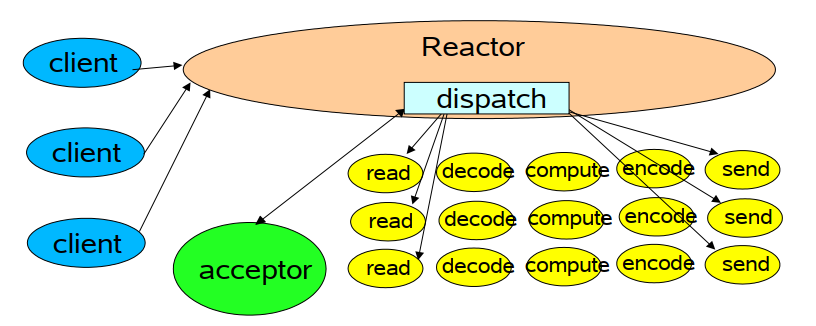 Reactor
client
dispatch
client
read decode compute encode send
read decode compute encode send
client
acceptor
read decode compute encode send